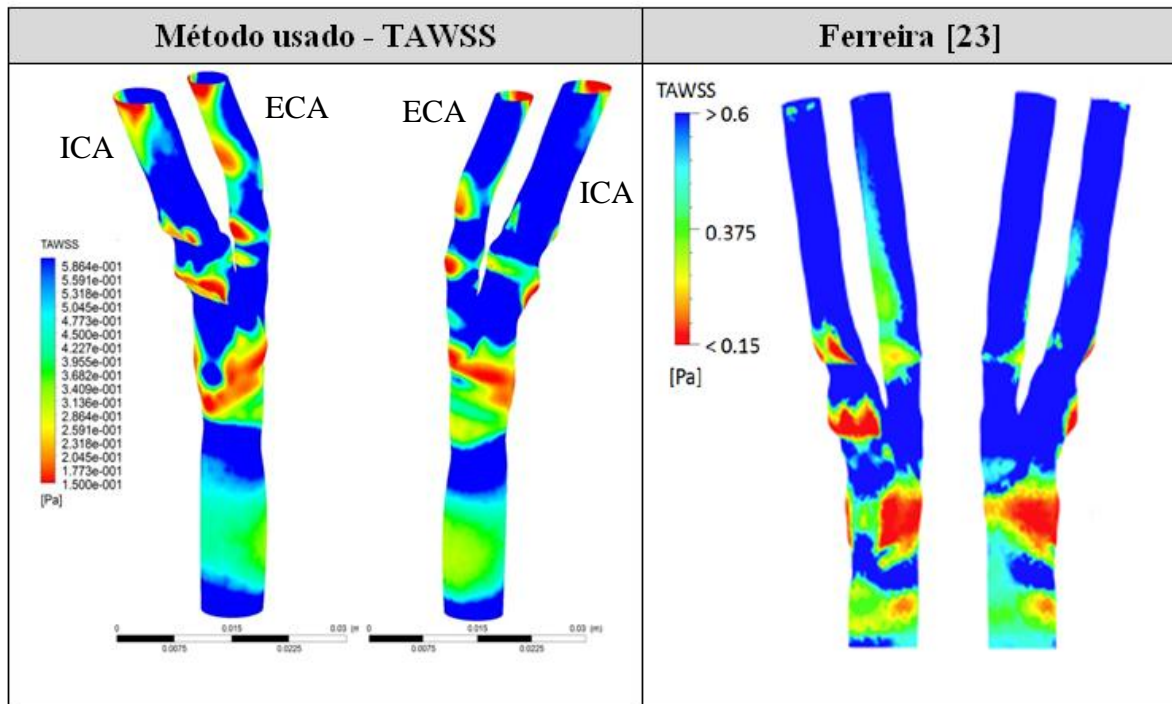 Método usado - TAWSS
Ferreira [23]
ICA
ECA
ECA
ICA
TAWSS
5.864e-001
5.591e-001
5.318e-001
5.045e-001
4.773e-001
4.500e-001
4.227e-001
3.955e-001
3.682e-001
3.409e-001
3.136e-001
2.864e-001
2.591e-001
2.318e-001
2.045e-001
1.773e-001
1.500e-001
[Pa]
0 0.015 0.03 (m
0.0075 0.0225
0 0.015 0.03 (m)
0.0075 0.0225
TAWSS
> 0.6
0.375
< 0.15
[Pa]